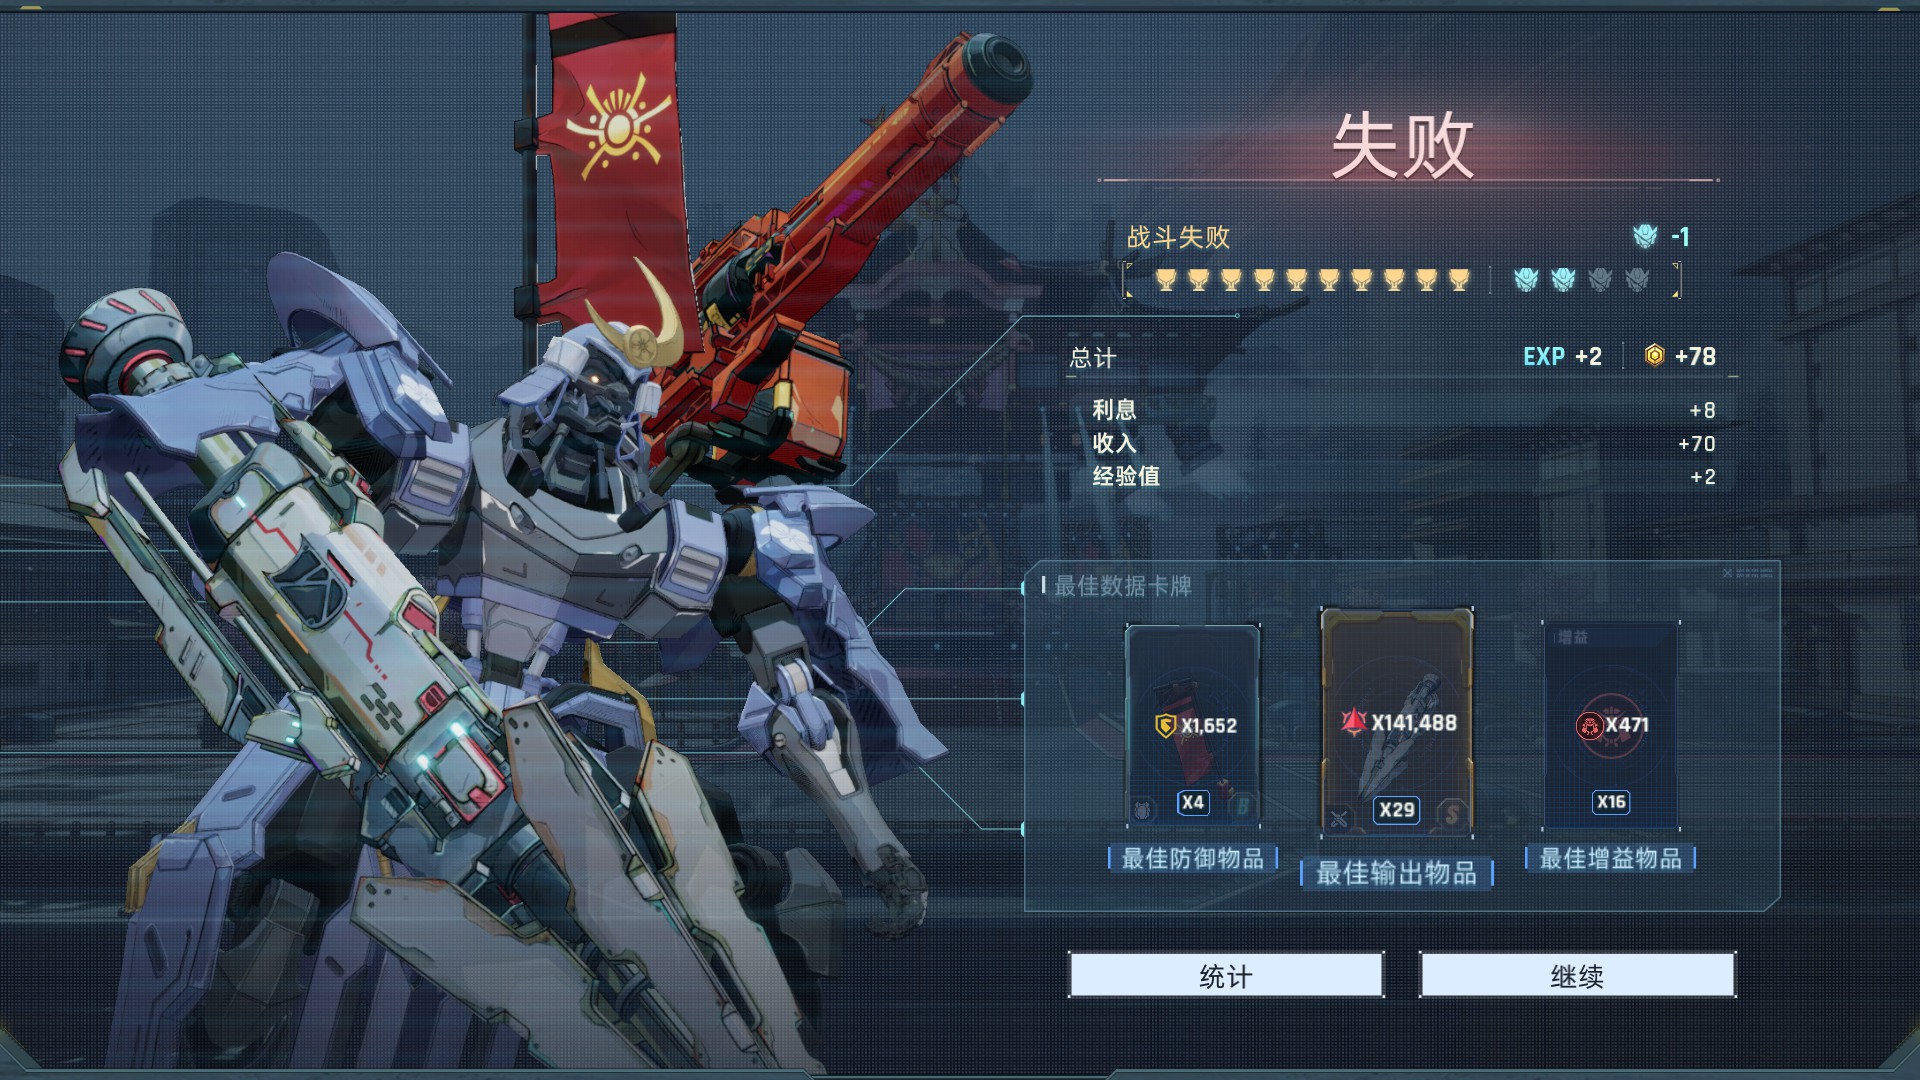 失败
战斗失败
-1
总计
EXP +2
+78
利息
+8
收入
+70
经验值
+2
最佳数据卡牌
增益
X1,652
X141,488
X471
X4
B
X29
$
X16
最佳防御物品
最佳输出物品
最佳增益物品
统计
继续